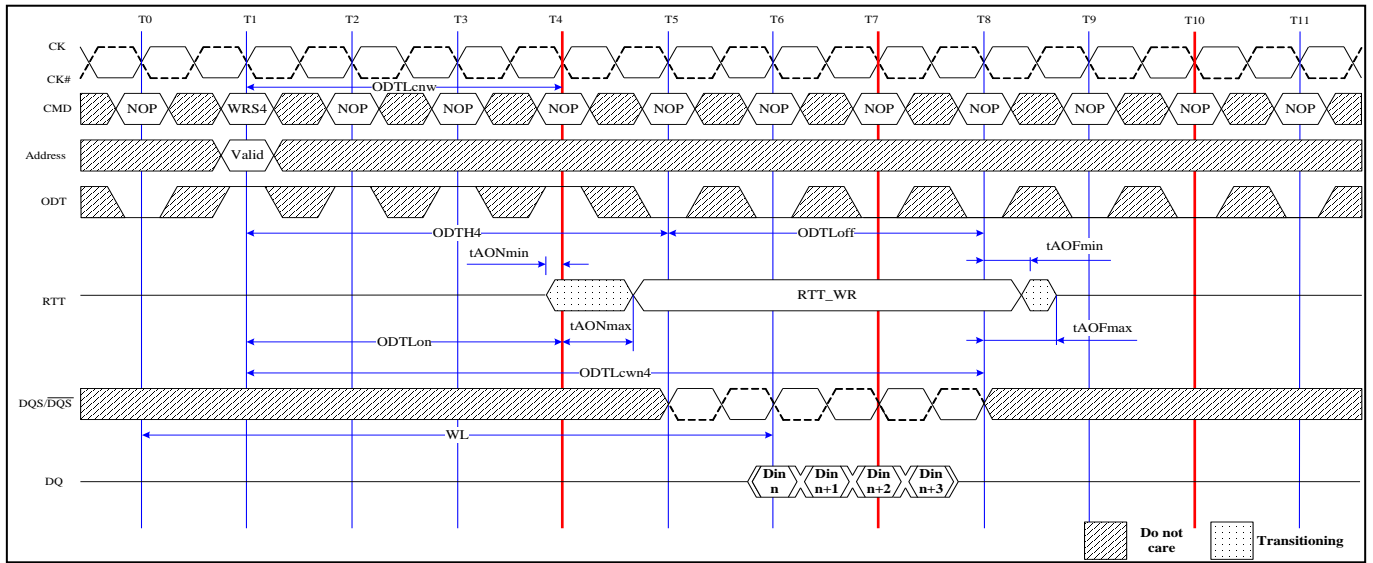 T0 T1 T2 T3 T4 T5 T6 T7 T8 T9 T10 T11
CK
CK#
ODTLcnw
CMD NOP WRS4 NOP NOP NOP NOP NOP NOP NOP NOP NOP NOP
Address Valid
ODT
ODTH4 ODTLoff
tAONmin tAOFmin
RTT RTT_WR
tAONmax tAOFmax
ODTLon
ODTLcwn4
DQS/DQS
WL
DQ Din n Din n+1 Din n+2 Din n+3
Do not care Transitioning